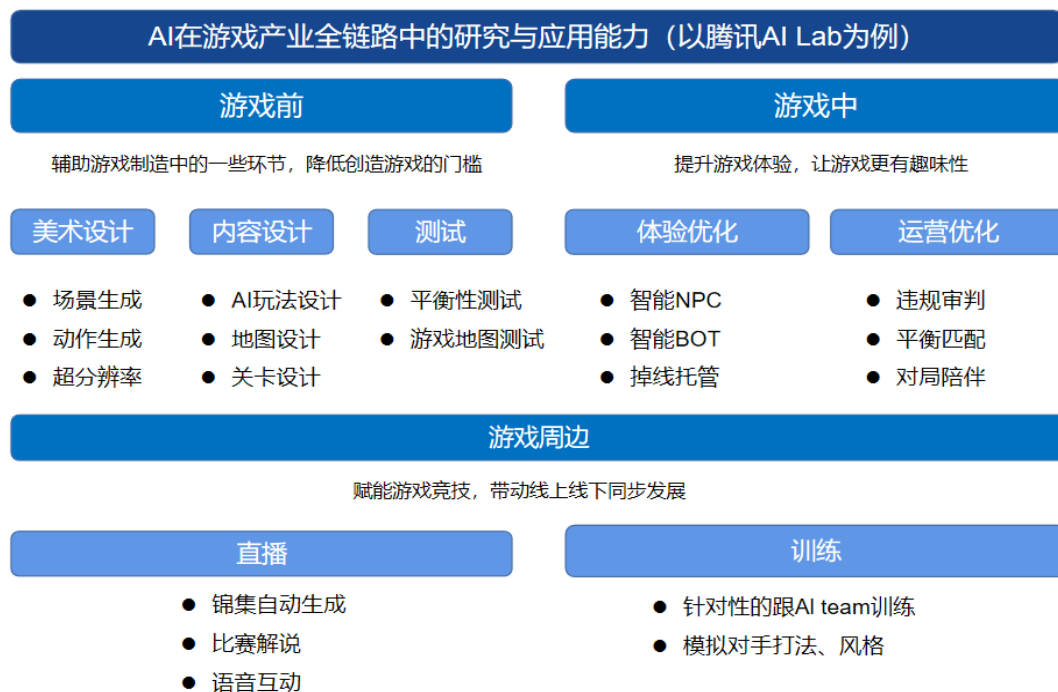 AI在游戏产业全链路中的研究与应用能力（以腾讯AI Lab为例）
游戏前
辅助游戏制造中的一些环节，降低创造游戏的门槛
美术设计
● 场景生成
● 动作生成
● 超分辨率
内容设计
● AI玩法设计
● 地图设计
● 关卡设计
测试
● 平衡性测试
● 游戏地图测试
游戏中
提升游戏体验，让游戏更有趣味性
体验优化
● 智能NPC
● 智能BOT
● 掉线托管
运营优化
● 违规审判
● 平衡匹配
● 对局陪伴
游戏周边
赋能游戏竞技，带动线上线下同步发展
直播
● 锦集自动生成
● 比赛解说
● 语音互动
训练
● 针对性的跟AI team训练
● 模拟对手打法、风格